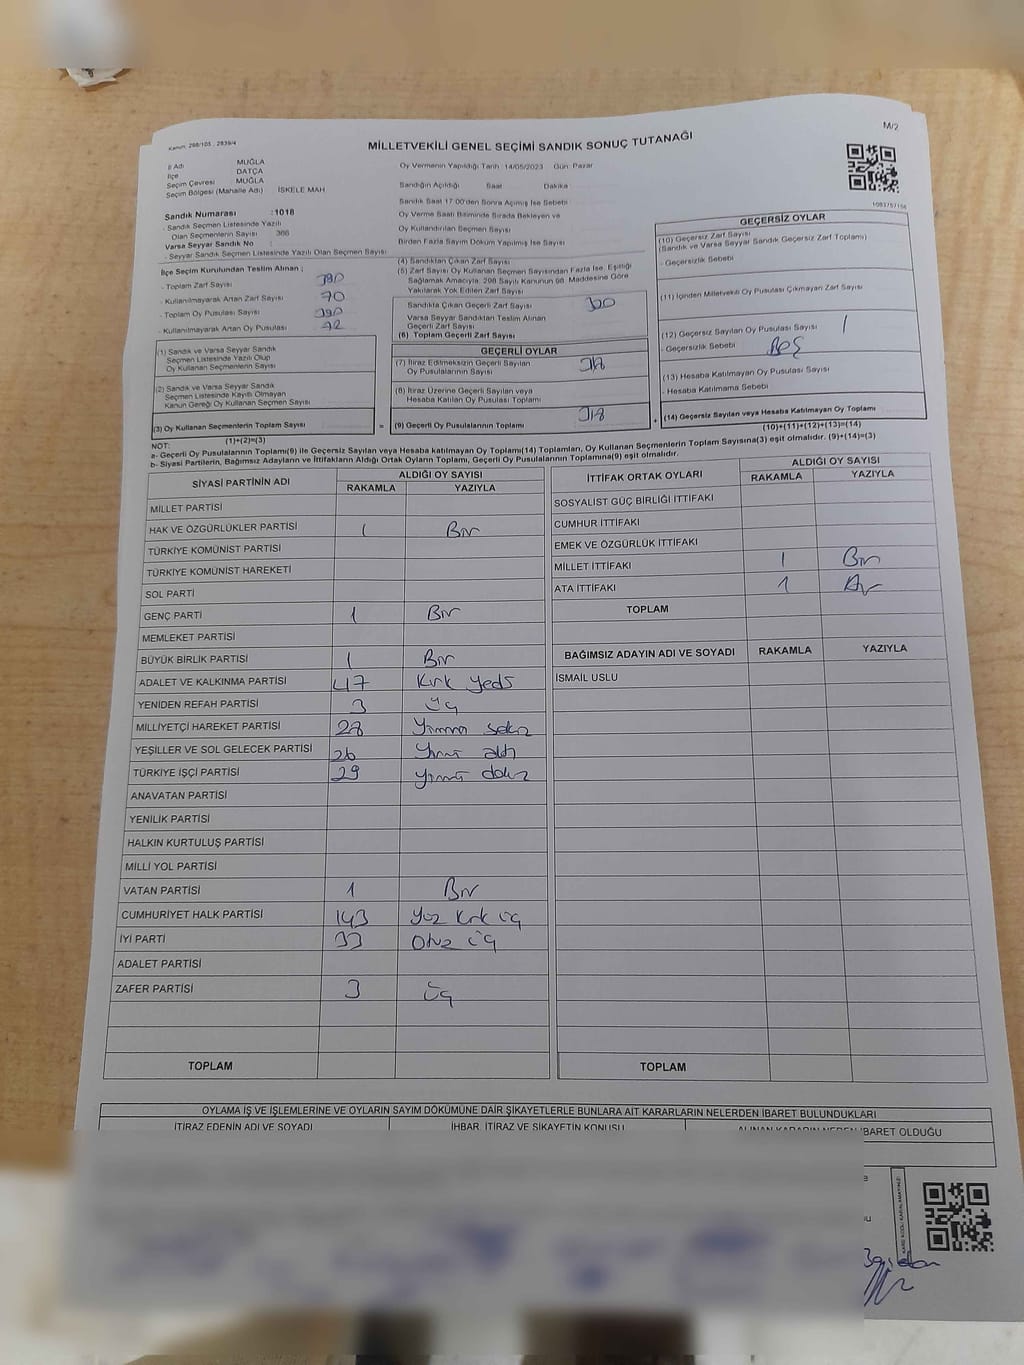 Kanun: 298/105 , 2839/4
M/2
MİLLETVEKİLİ GENEL SEÇİMİ SANDIK SONUÇ TUTANAĞI
İl Adı MUĞLA
İlçe DATÇA
Seçim Çevresi MUĞLA
Seçim Bölgesi (Mahalle Adı) İSKELE MAH
Sandık Numarası : 1018
- Sandık Seçmen Listesinde Yazılı
Olan Seçmenlerin Sayısı 366
Varsa Seyyar Sandık No :
- Seyyar Sandık Seçmen Listesinde Yazılı Olan Seçmen Sayısı
İlçe Seçim Kurulundan Teslim Alınan ;
- Toplam Zarf Sayısı 390
- Kullanılmayarak Artan Zarf Sayısı 70
- Toplam Oy Pusulası Sayısı 390
- Kullanılmayarak Artan Oy Pusulası 72
Oy Vermenin Yapıldığı Tarih :14/05/2023 Gün: Pazar
Sandığın Açıldığı Saat Dakika
Sandık Saat 17:00'den Sonra Açımış İse Sebebi
Oy Verme Saati Bitiminde Sırada Bekleyen ve
Oy Kullandırılan Seçmen Sayısı
Birden Fazla Sayım Döküm Yapılmış İse Sayısı
(4) Sandıktan Çıkan Zarf Sayısı
(5) Zarf Sayısı Oy Kullanan Seçmen Sayısından Fazla İse, Eşitliği
Sağlamak Amacıyla, 298 Sayılı Kanunun 98. Maddesine Göre
Yakılarak Yok Edilen Zarf Sayısı
Sandıkta Çıkan Geçerli Zarf Sayısı 320
Varsa Seyyar Sandıktan Teslim Alınan
Geçerli Zarf Sayısı
(6) Toplam Geçerli Zarf Sayısı
1083757156
GEÇERSİZ OYLAR
(10) Geçersiz Zarf Sayısı
(Sandık ve Varsa Seyyar Sandık Geçersiz Zarf Toplamı)
- Geçersizlik Sebebi
(11) İçinden Milletvekili Oy Pusulası Çıkmayan Zarf Sayısı
(12) Geçersiz Sayılan Oy Pusulası Sayısı 1
- Geçersizlik Sebebi Boş
(13) Hesaba Katılmayan Oy Pusulası Sayısı
- Hesaba Katılmama Sebebi
(14) Geçersiz Sayılan veya Hesaba Katılmayan Oy Toplamı
(10)+(11)+(12)+(13)=(14)
(1) Sandık ve Varsa Seyyar Sandık
Seçmen Listesinde Yazılı Olup
Oy Kullanan Seçmen Sayısı
(2) Sandık ve Varsa Seyyar Sandık
Seçmen Listesinde Kayıtlı Olmayan
Kanun Gereği Oy Kullanan Seçmen Sayısı
(3) Oy Kullanan Seçmenlerin Toplam Sayısı =
(1)+(2)=(3)
GEÇERLİ OYLAR
(7) İtiraz Edilmeksizin Geçerli Sayılan
Oy Pusulalarının Sayısı 318
(8) İtiraz Üzerine Geçerli Sayılan veya
Hesaba Katılan Oy Pusulası Toplamı
(9) Geçerli Oy Pusulalarının Toplamı 318 +
NOT:
a- Geçerli Oy Pusulalarının Toplamı(9) ile Geçersiz Sayılan veya Hesaba katılmayan Oy Toplamı(14) Toplamları, Oy Kullanan Seçmenlerin Toplam Sayısına(3) eşit olmalıdır. (9)+(14)=(3)
b- Siyasi Partilerin, Bağımsız Adayların ve İttifakların Aldığı Ortak Oyların Toplamı, Geçerli Oy Pusulalarının Toplamına(9) eşit olmalıdır.
SİYASİ PARTİNİN ADI ALDIĞI OY SAYISI
RAKAMLA YAZIYLA
MİLLET PARTİSİ
HAK VE ÖZGÜRLÜKLER PARTİSİ 1 Bir
TÜRKİYE KOMÜNİST PARTİSİ
TÜRKİYE KOMÜNİST HAREKETİ
SOL PARTİ
GENÇ PARTİ 1 Bir
MEMLEKET PARTİSİ
BÜYÜK BİRLİK PARTİSİ 1 Bir
ADALET VE KALKINMA PARTİSİ 47 Kırk yedi
YENİDEN REFAH PARTİSİ 3 üç
MİLLİYETÇİ HAREKET PARTİSİ 28 Yirmi sekiz
YEŞİLLER VE SOL GELECEK PARTİSİ 26 Yirmi altı
TÜRKİYE İŞÇİ PARTİSİ 29 yirmi dokuz
ANAVATAN PARTİSİ
YENİLİK PARTİSİ
HALKIN KURTULUŞ PARTİSİ
MİLLİ YOL PARTİSİ
VATAN PARTİSİ 1 Bir
CUMHURİYET HALK PARTİSİ 143 Yüz Kırk üç
İYİ PARTİ 33 Otuz üç
ADALET PARTİSİ
ZAFER PARTİSİ 3 üç
TOPLAM
İTTİFAK ORTAK OYLARI ALDIĞI OY SAYISI
RAKAMLA YAZIYLA
SOSYALİST GÜÇ BİRLİĞİ İTTİFAKI
CUMHUR İTTİFAKI
EMEK VE ÖZGÜRLÜK İTTİFAKI
MİLLET İTTİFAKI 1 Bir
ATA İTTİFAKI 1 Bir
TOPLAM
BAĞIMSIZ ADAYIN ADI VE SOYADI RAKAMLA YAZIYLA
İSMAİL USLU
TOPLAM
OYLAMA İŞ VE İŞLEMLERİNE VE OYLARIN SAYIM DÖKÜMÜNE DAİR ŞİKAYETLERLE BUNLARA AİT KARARLARIN NELERDEN İBARET BULUNDUKLARI
İTİRAZ EDENİN ADI VE SOYADI İHBAR, İTİRAZ VE ŞİKAYETİN KONUSU ALINAN KARARIN NEDEN İBARET OLDUĞU